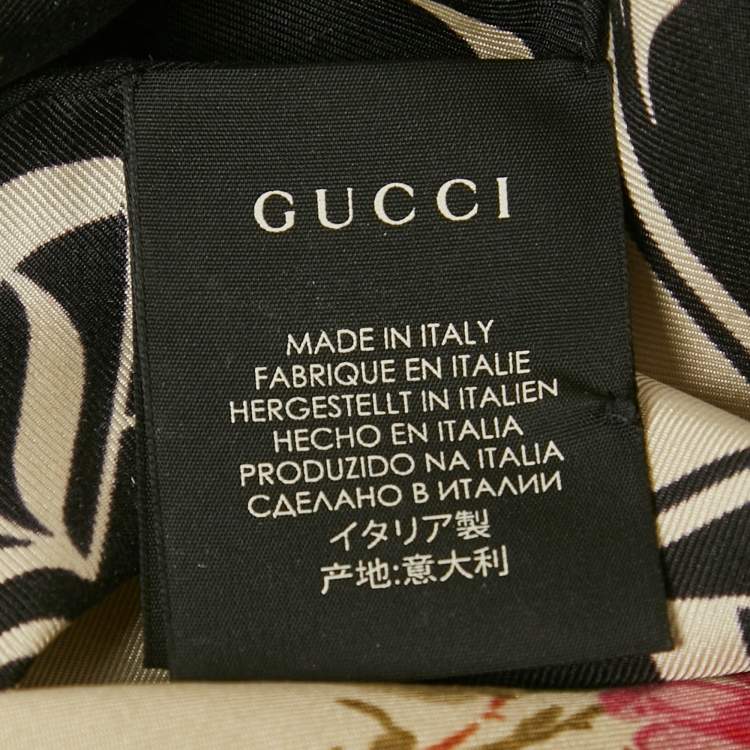 GUCCI
MADE IN ITALY
FABRIQUE EN ITALIE
HERGESTELLT IN ITALIEN
HECHO EN ITALIA
PRODUZIDO NA ITALIA
СДЕЛАНО В ИТАЛИИ
イタリア製
产地:意大利